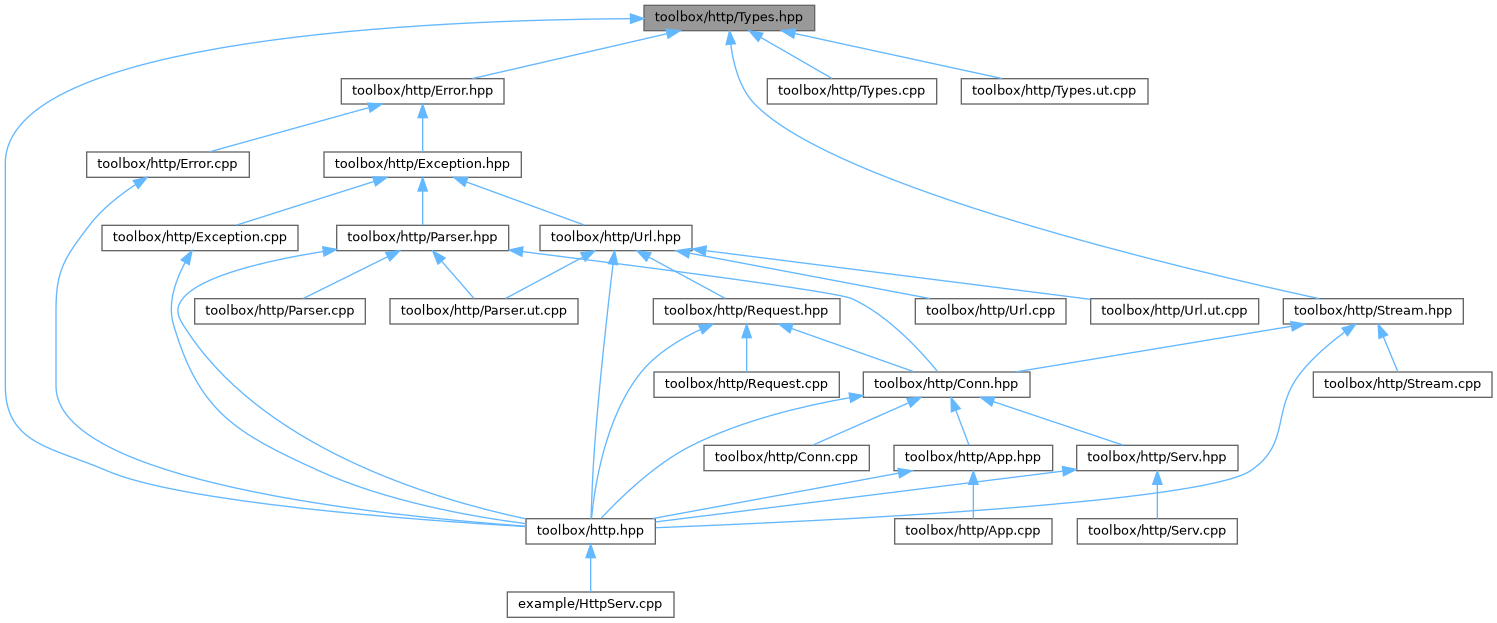 toolbox/http/Types.hpp
toolbox/http/Error.hpp
toolbox/http/Types.cpp
toolbox/http/Types.ut.cpp
toolbox/http/Error.cpp
toolbox/http/Exception.hpp
toolbox/http/Exception.cpp
toolbox/http/Parser.hpp
toolbox/http/Url.hpp
toolbox/http/Parser.cpp
toolbox/http/Parser.ut.cpp
toolbox/http/Request.hpp
toolbox/http/Url.cpp
toolbox/http/Url.ut.cpp
toolbox/http/Stream.hpp
toolbox/http/Request.cpp
toolbox/http/Conn.hpp
toolbox/http/Stream.cpp
toolbox/http/Conn.cpp
toolbox/http/App.hpp
toolbox/http/Serv.hpp
toolbox/http.hpp
toolbox/http/App.cpp
toolbox/http/Serv.cpp
example/HttpServ.cpp